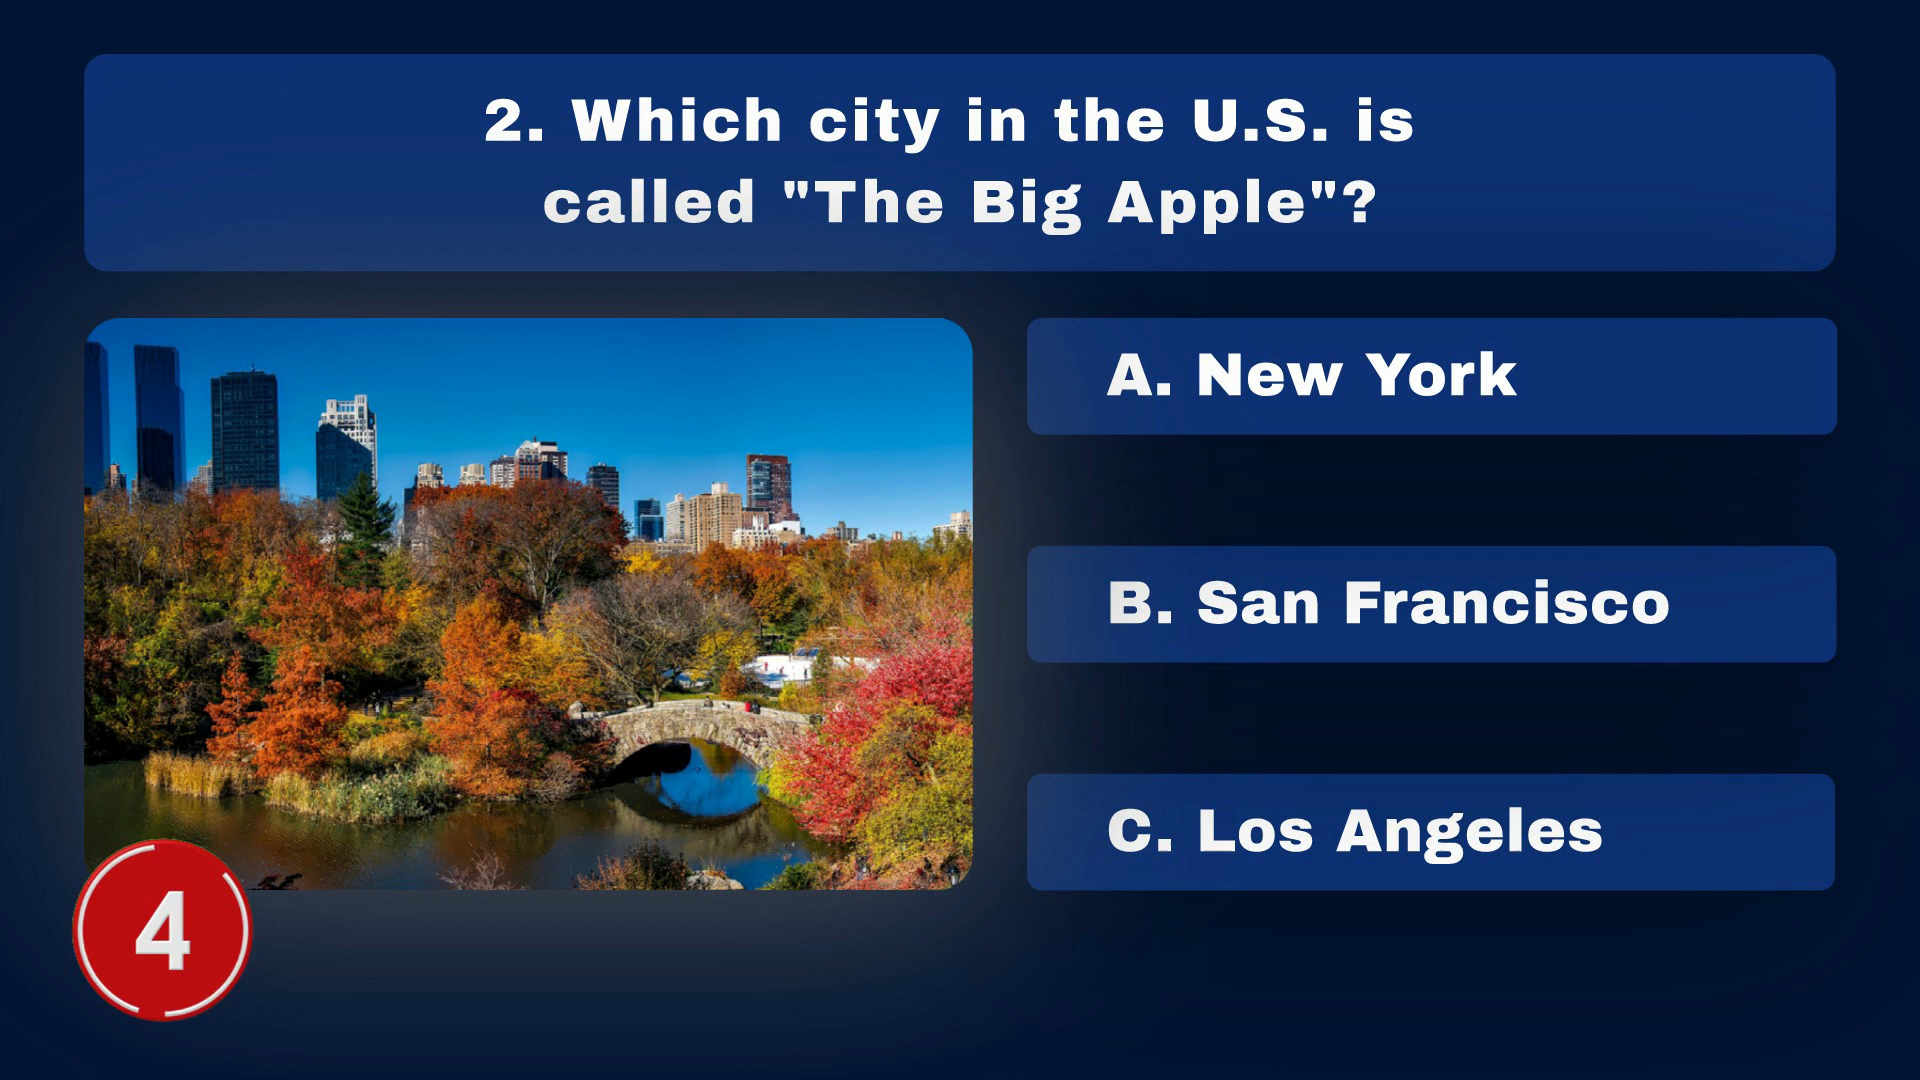 2. Which city in the U.S. is
called "The Big Apple"?
A. New York
B. San Francisco
C. Los Angeles
4